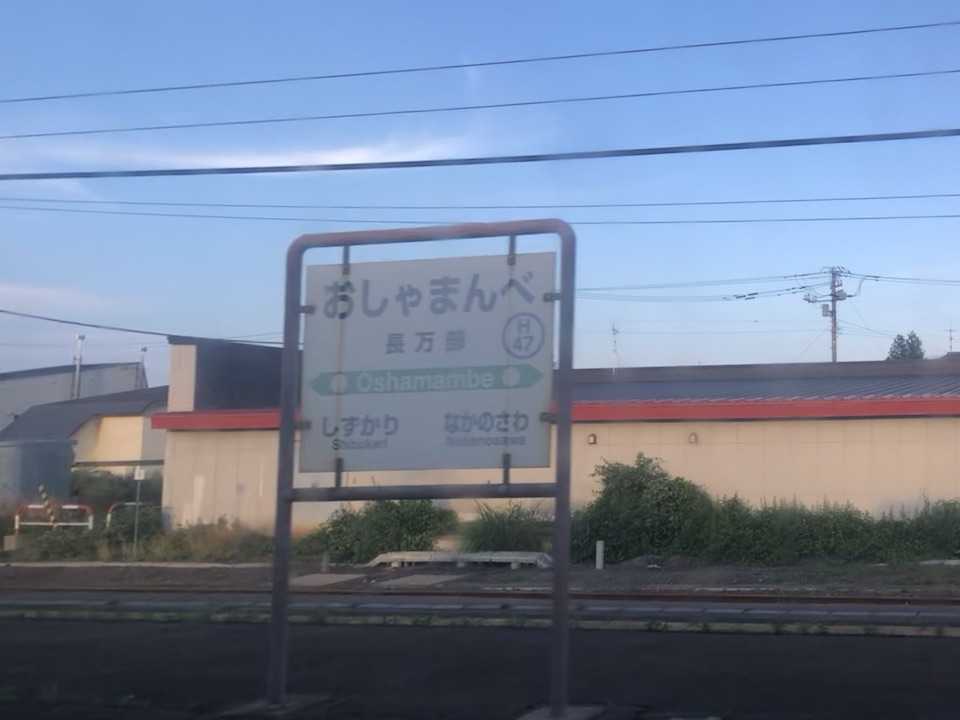 おしゃまんべ
長万部
H
47
Oshamambe
しずかり
なかのさわ
Shizukari
Nakanosawa